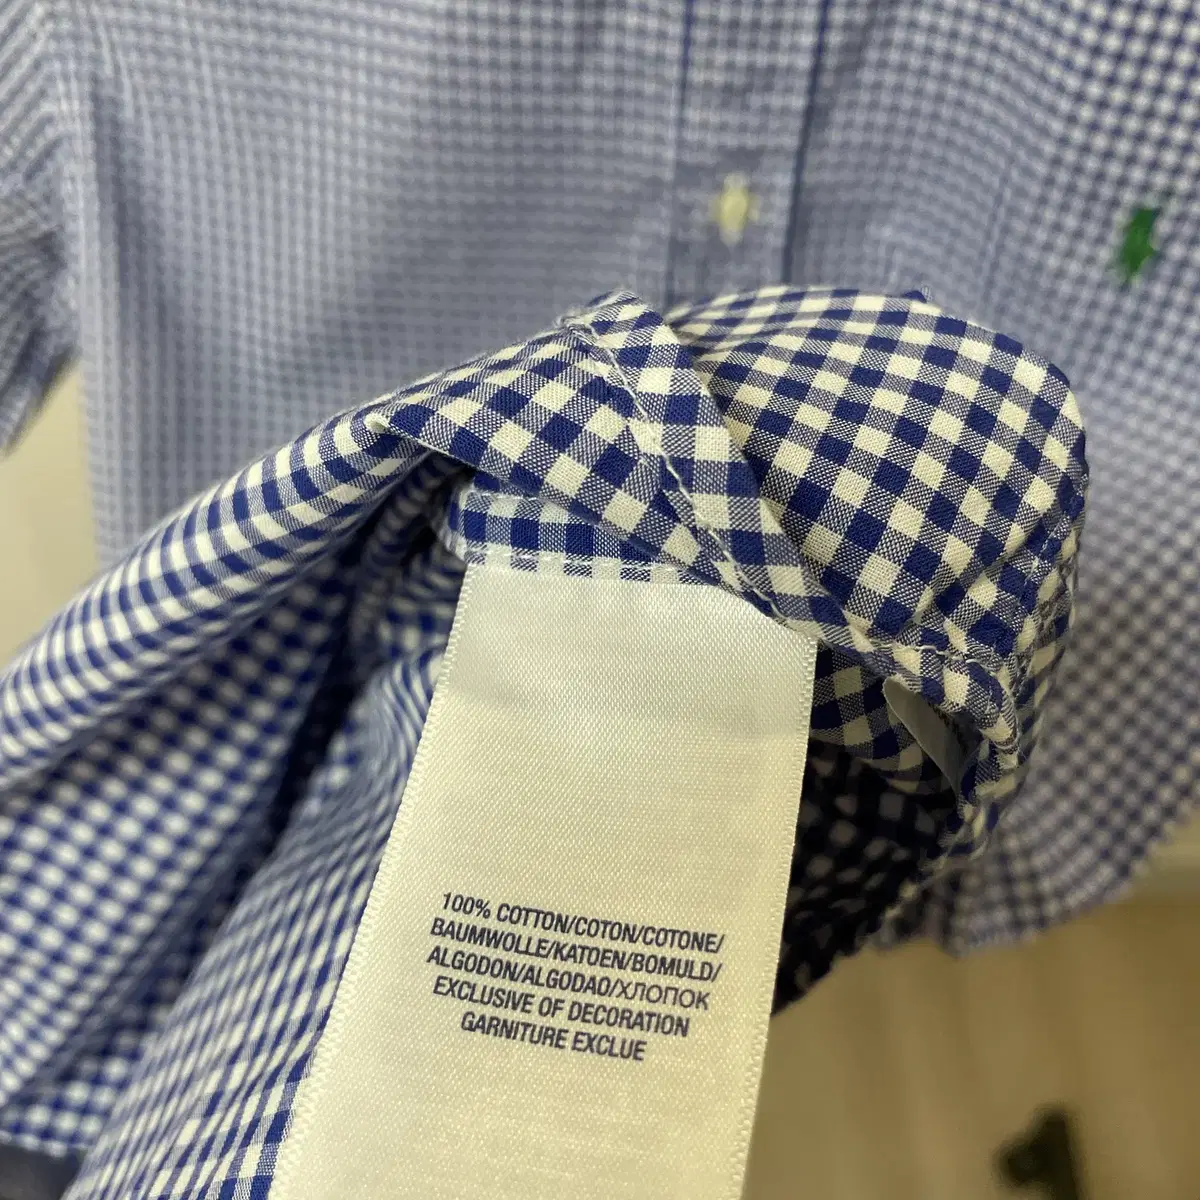 100% COTTON/COTON/COTONE/
BAUMWOLLE/KATOEN/BOMULD/
ALGODON/ALGODAO/ХЛОПОК
EXCLUSIVE OF DECORATION
GARNITURE EXCLUE